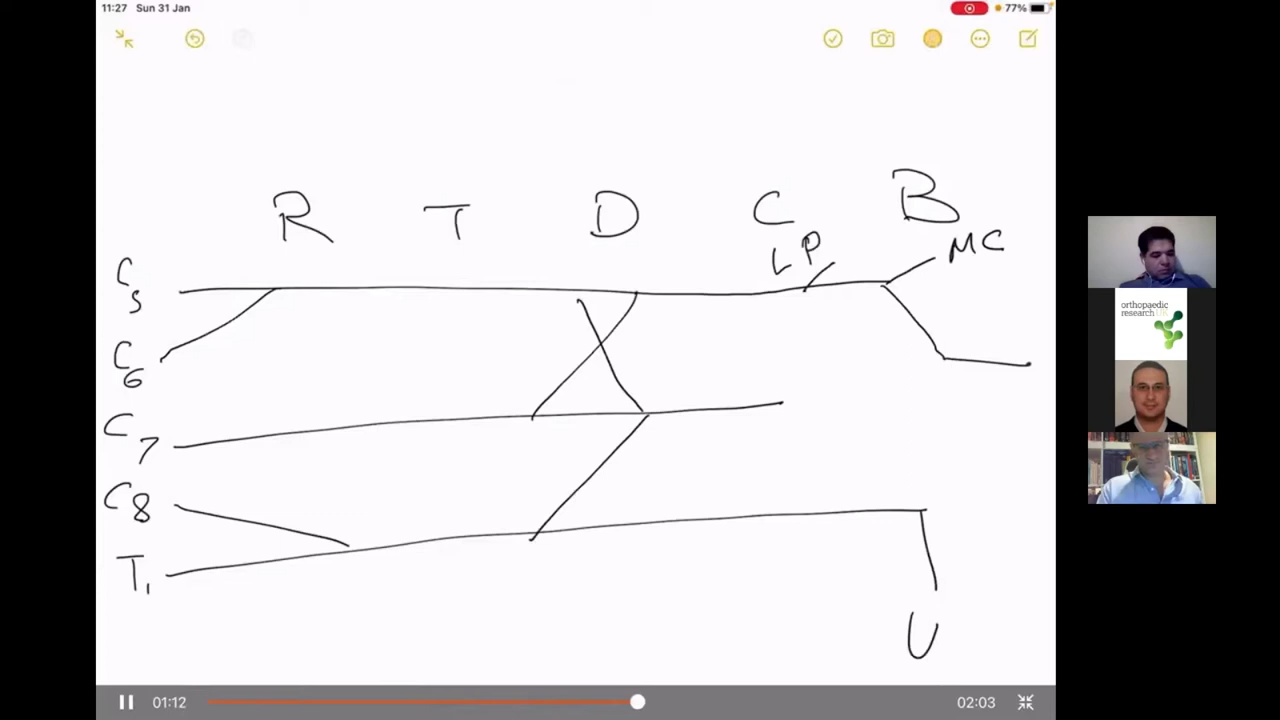 11:27 Sun 31 Jan
77%
R T D C B
LP
MC
C5
C6
C7
C8
T1
U
orthopaedic
research UK
01:12
02:03